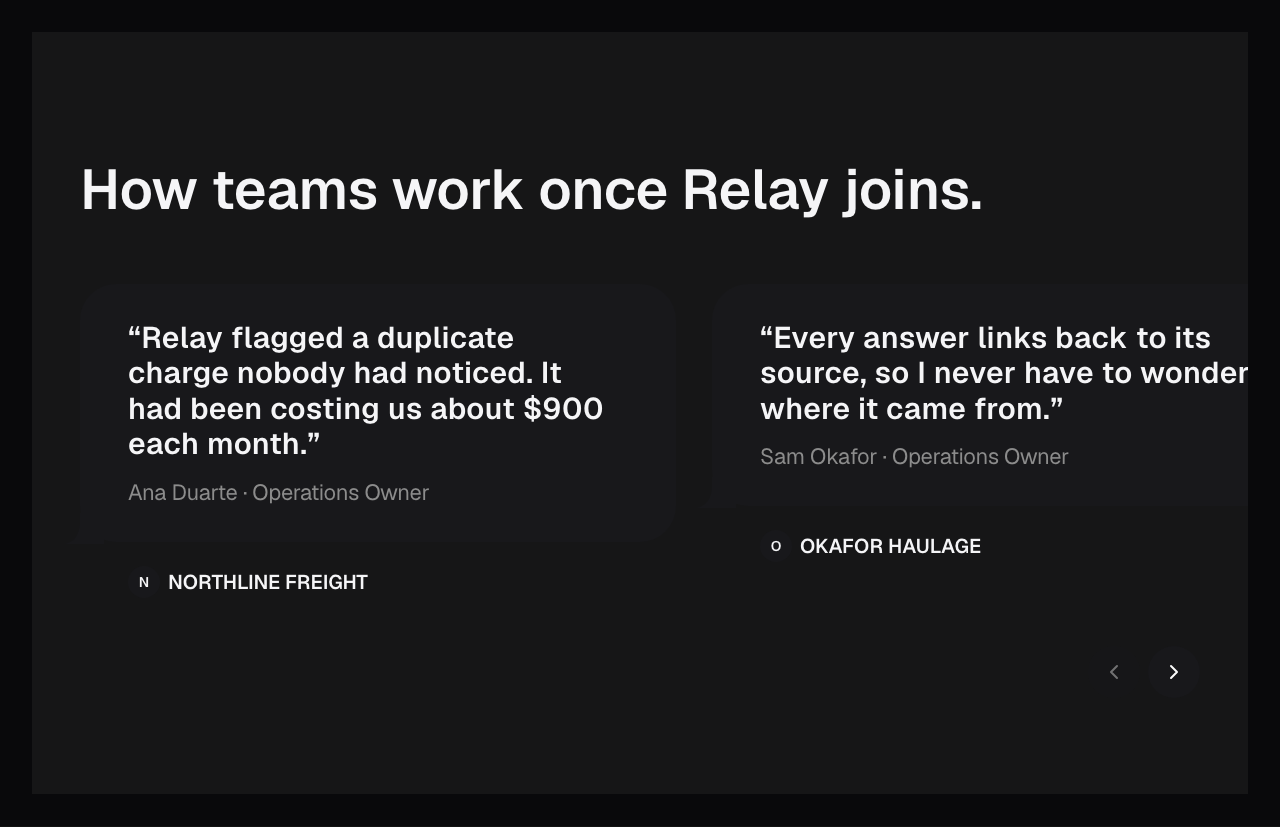 How teams work once Relay joins.
“Relay flagged a duplicate
charge nobody had noticed. It
had been costing us about $900
each month.”
Ana Duarte · Operations Owner
N NORTHLINE FREIGHT
“Every answer links back to its
source, so I never have to wonder
where it came from.”
Sam Okafor · Operations Owner
O OKAFOR HAULAGE